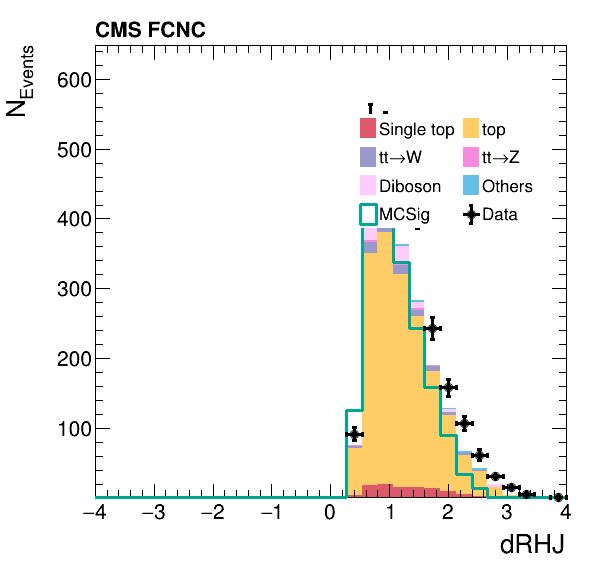 CMS FCNC
N_Events
600
500
400
300
200
100
Single top top
tt→W tt→Z
Diboson Others
MCSig Data
−4 −3 −2 −1 0 1 2 3 4
dRHJ